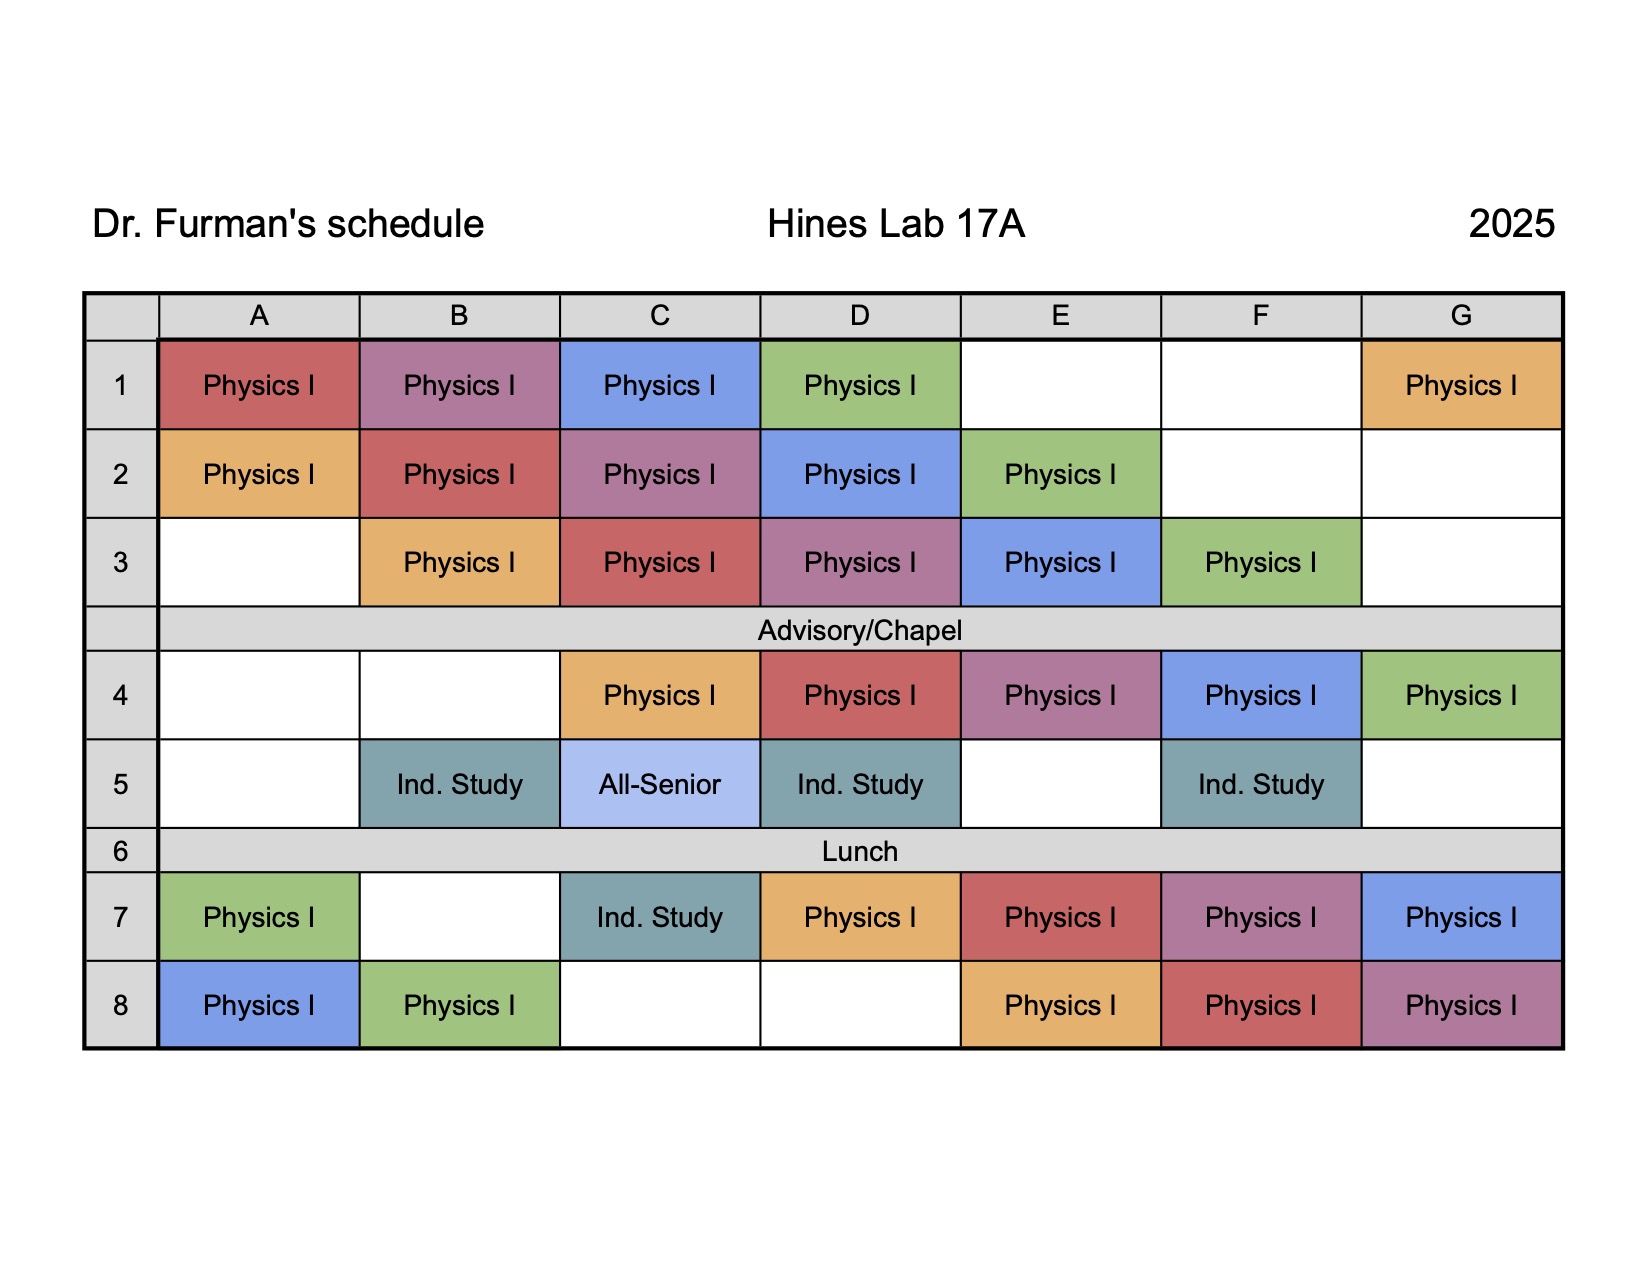 Dr. Furman's schedule Hines Lab 17A 2025
A B C D E F G
1 Physics I Physics I Physics I Physics I Physics I
2 Physics I Physics I Physics I Physics I Physics I
3 Physics I Physics I Physics I Physics I Physics I
Advisory/Chapel
4 Physics I Physics I Physics I Physics I Physics I
5 Ind. Study All-Senior Ind. Study Ind. Study
6 Lunch
7 Physics I Ind. Study Physics I Physics I Physics I Physics I
8 Physics I Physics I Physics I Physics I Physics I